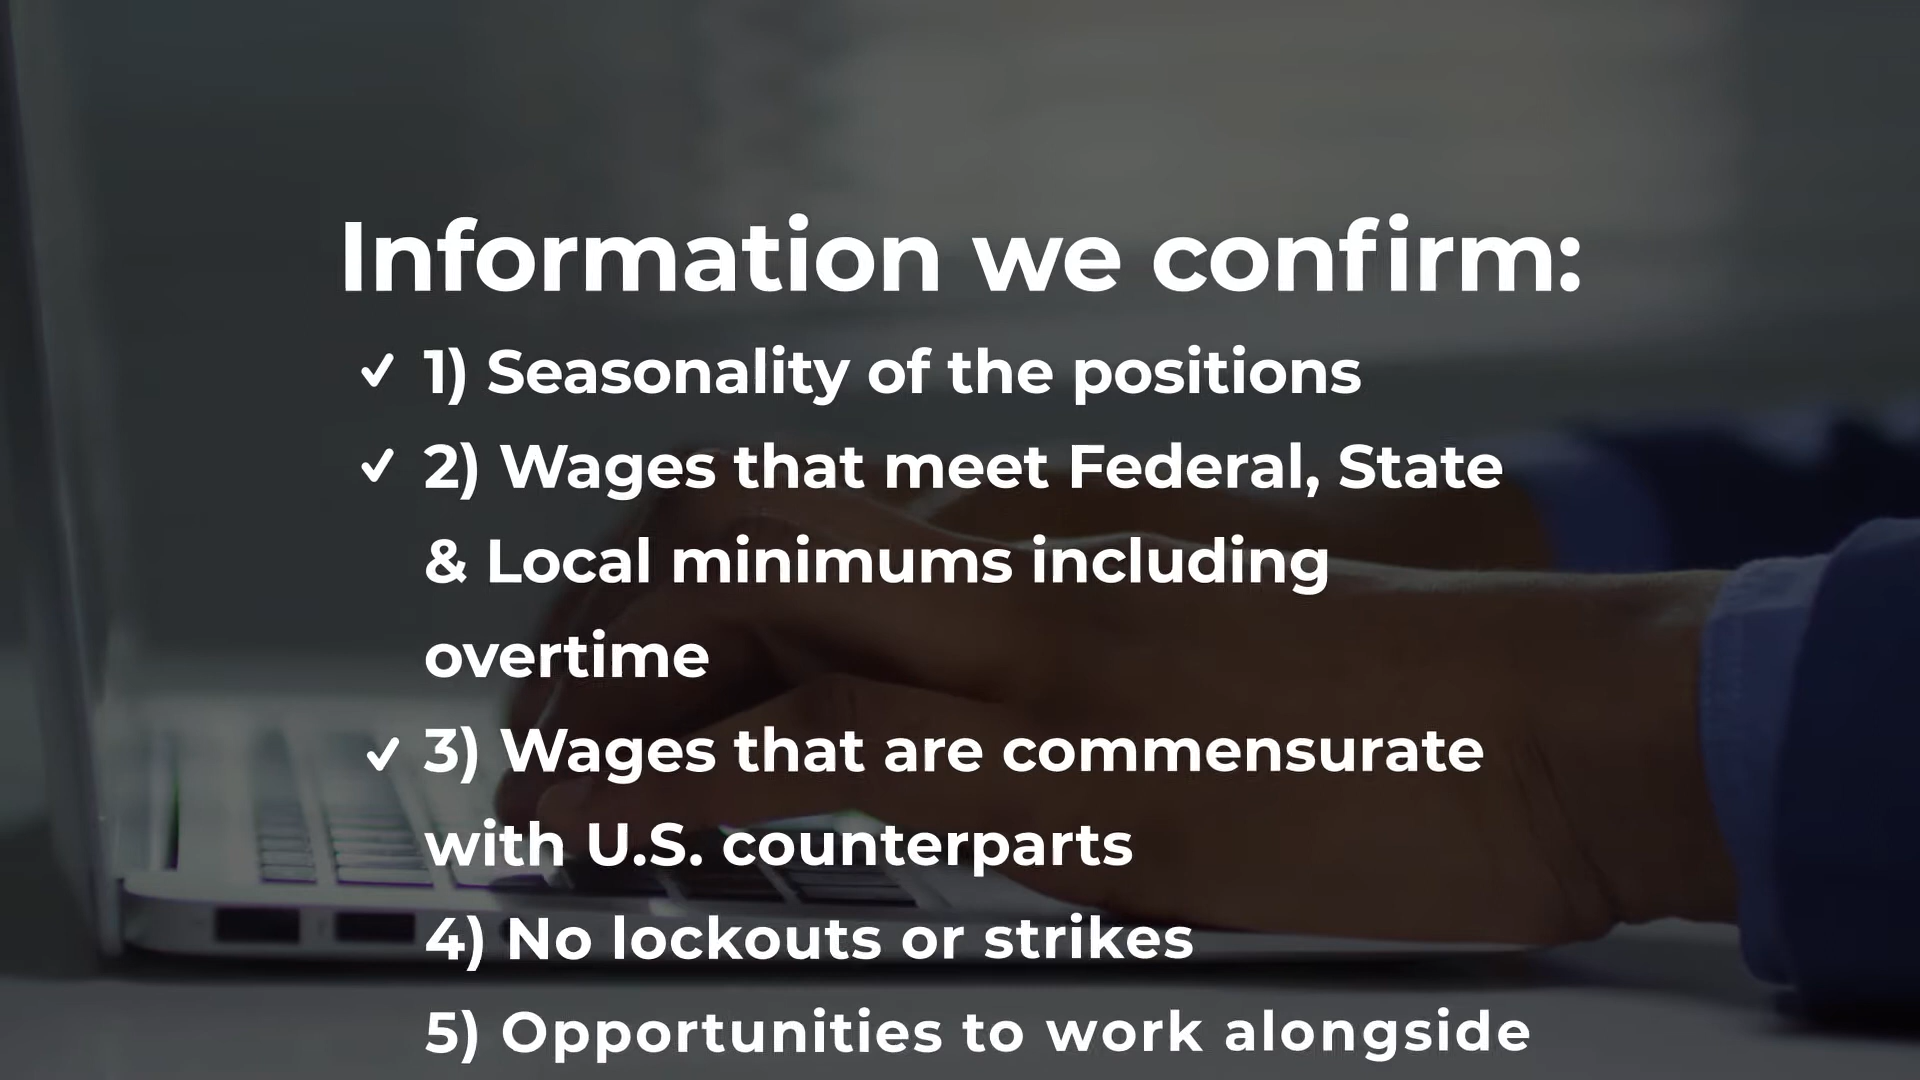 Information we confirm:
✓ 1) Seasonality of the positions
✓ 2) Wages that meet Federal, State
& Local minimums including
overtime
✓ 3) Wages that are commensurate
with U.S. counterparts
4) No lockouts or strikes
5) Opportunities to work alongside